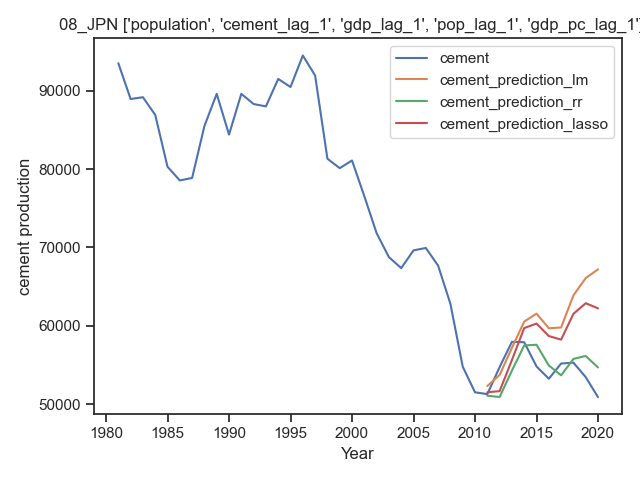 08_JPN ['population', 'cement_lag_1', 'gdp_lag_1', 'pop_lag_1', 'gdp_pc_lag_1']
cement
cement_prediction_lm
cement_prediction_rr
cement_prediction_lasso
cement production
90000
80000
70000
60000
50000
1980 1985 1990 1995 2000 2005 2010 2015 2020
Year